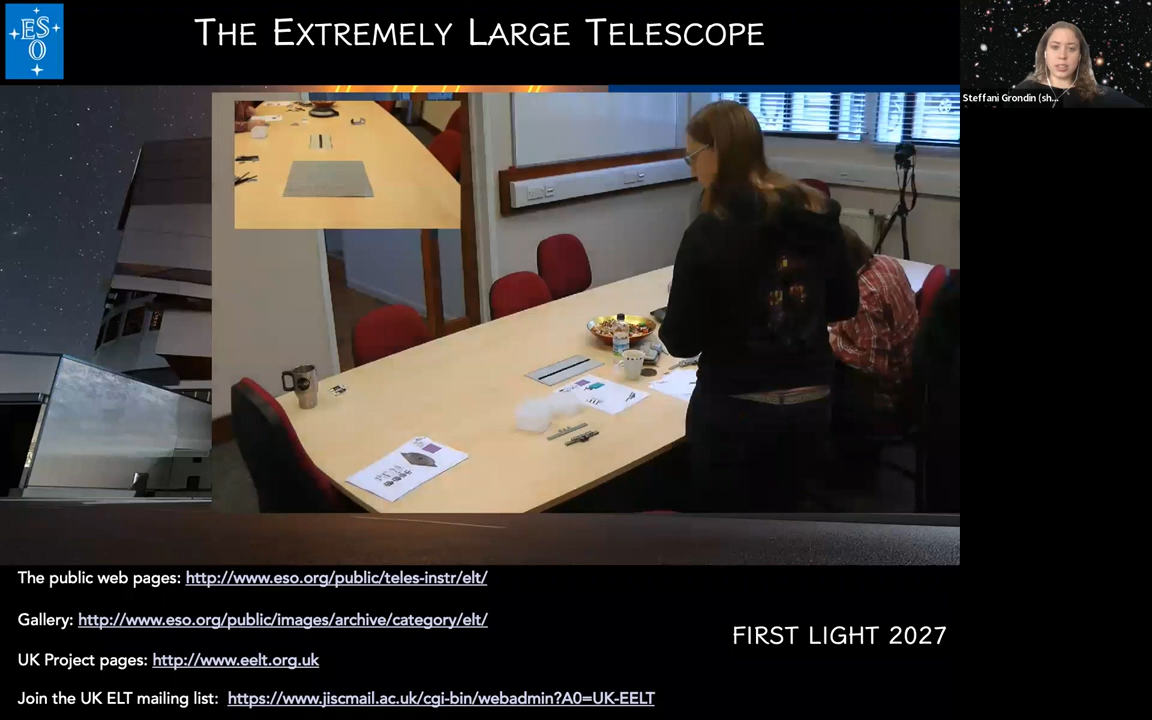 ESO
THE EXTREMELY LARGE TELESCOPE
Steffani Grondin (sh...
The public web pages: http://www.eso.org/public/teles-instr/elt/
Gallery: http://www.eso.org/public/images/archive/category/elt/
UK Project pages: http://www.eelt.org.uk
Join the UK ELT mailing list: https://www.jiscmail.ac.uk/cgi-bin/webadmin?A0=UK-EELT
FIRST LIGHT 2027